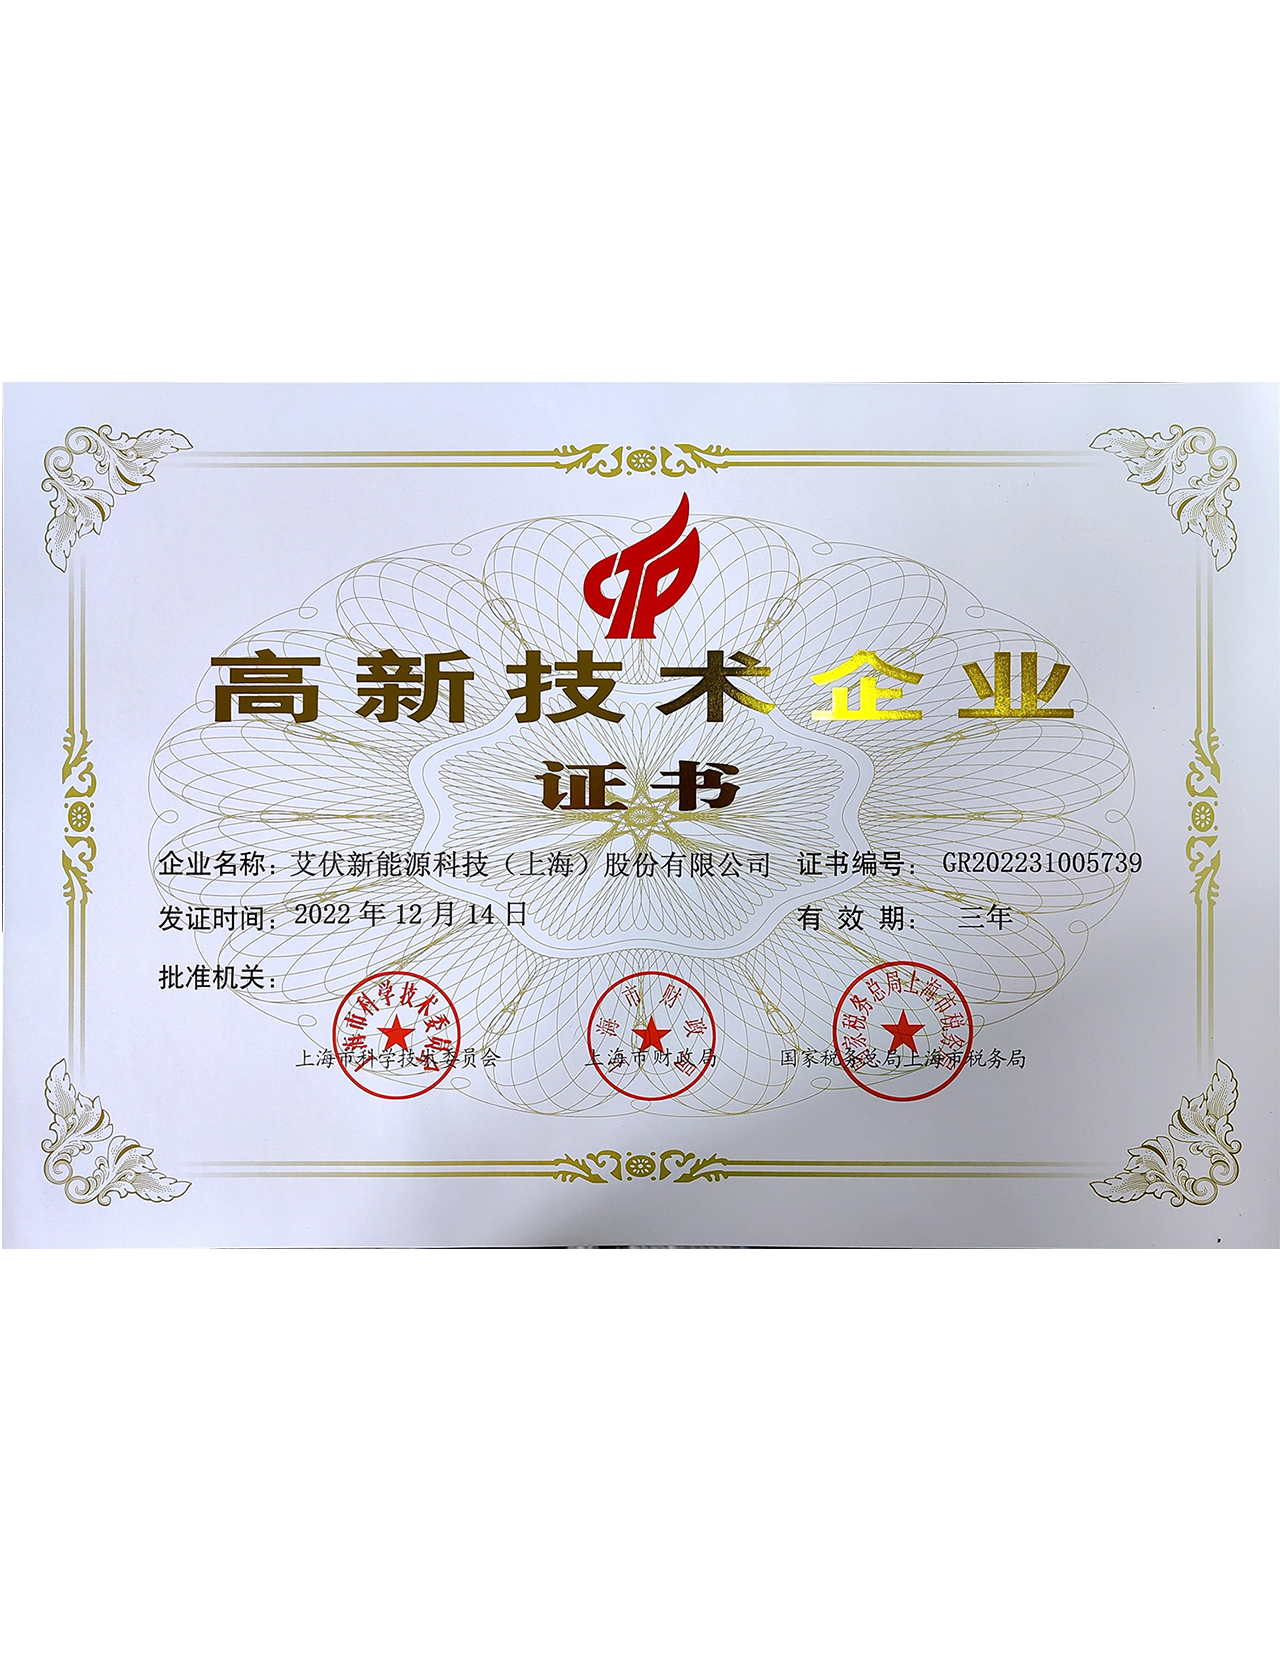 高新技术企业
证书
企业名称：艾伏新能源科技（上海）股份有限公司 证书编号： GR202231005739
发证时间：2022 年 12 月 14 日 有 效 期： 三年
批准机关：
上海市科学技术委员会
上海市科学技术委员会
上海市财政局
上海市财政局
国家税务总局上海市税务局
国家税务总局上海市税务局